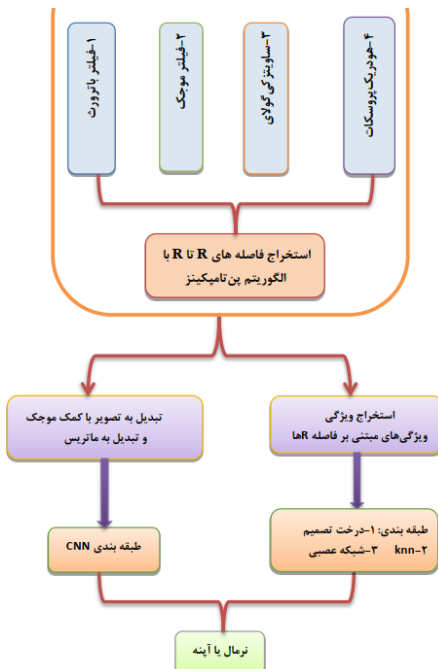 ۱-فیلتر باترورث
۲-فیلتر موجک
۳-ساویتزکی گولای
۴-هودریک پروسکات
استخراج فاصله های R تا R با
الگوریتم پن تامپکینز
استخراج ویژگی
ویژگی‌های مبتنی بر فاصله Rها
تبدیل به تصویر با کمک موجک
و تبدیل به ماتریس
طبقه بندی: ۱-درخت تصمیم
۲-knn ۳-شبکه عصبی
طبقه بندی CNN
نرمال یا آپنه